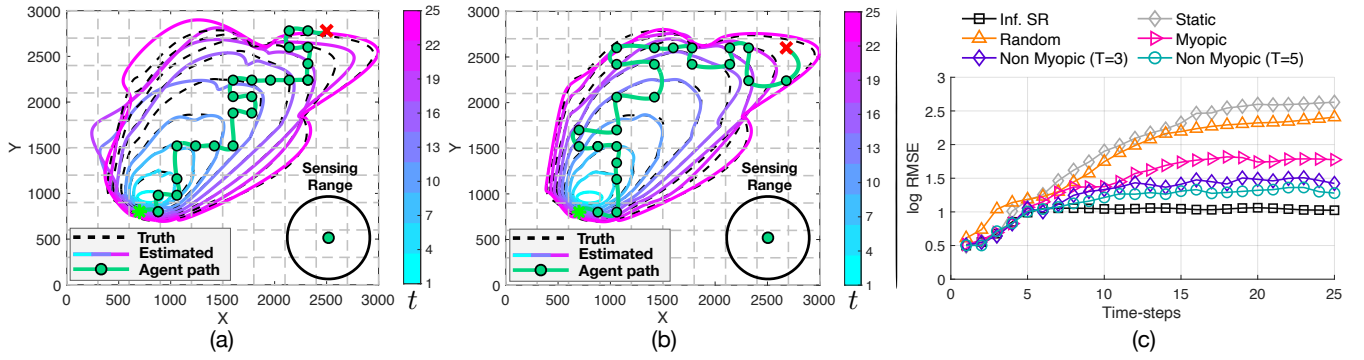 3000
2500
2000
1500
1000
500
0
Y
0 500 1000 1500 2000 2500 3000
X
Sensing
Range
Truth
Estimated
Agent path
25
22
19
16
13
10
7
4
1
t
(a)
3000
2500
2000
1500
1000
500
0
Y
0 500 1000 1500 2000 2500 3000
X
Sensing
Range
Truth
Estimated
Agent path
25
22
19
16
13
10
7
4
1
t
(b)
Inf. SR Static
Random Myopic
Non Myopic (T=3) Non Myopic (T=5)
3
2.5
2
1.5
1
0.5
0
log RMSE
0 5 10 15 20 25
Time-steps
(c)